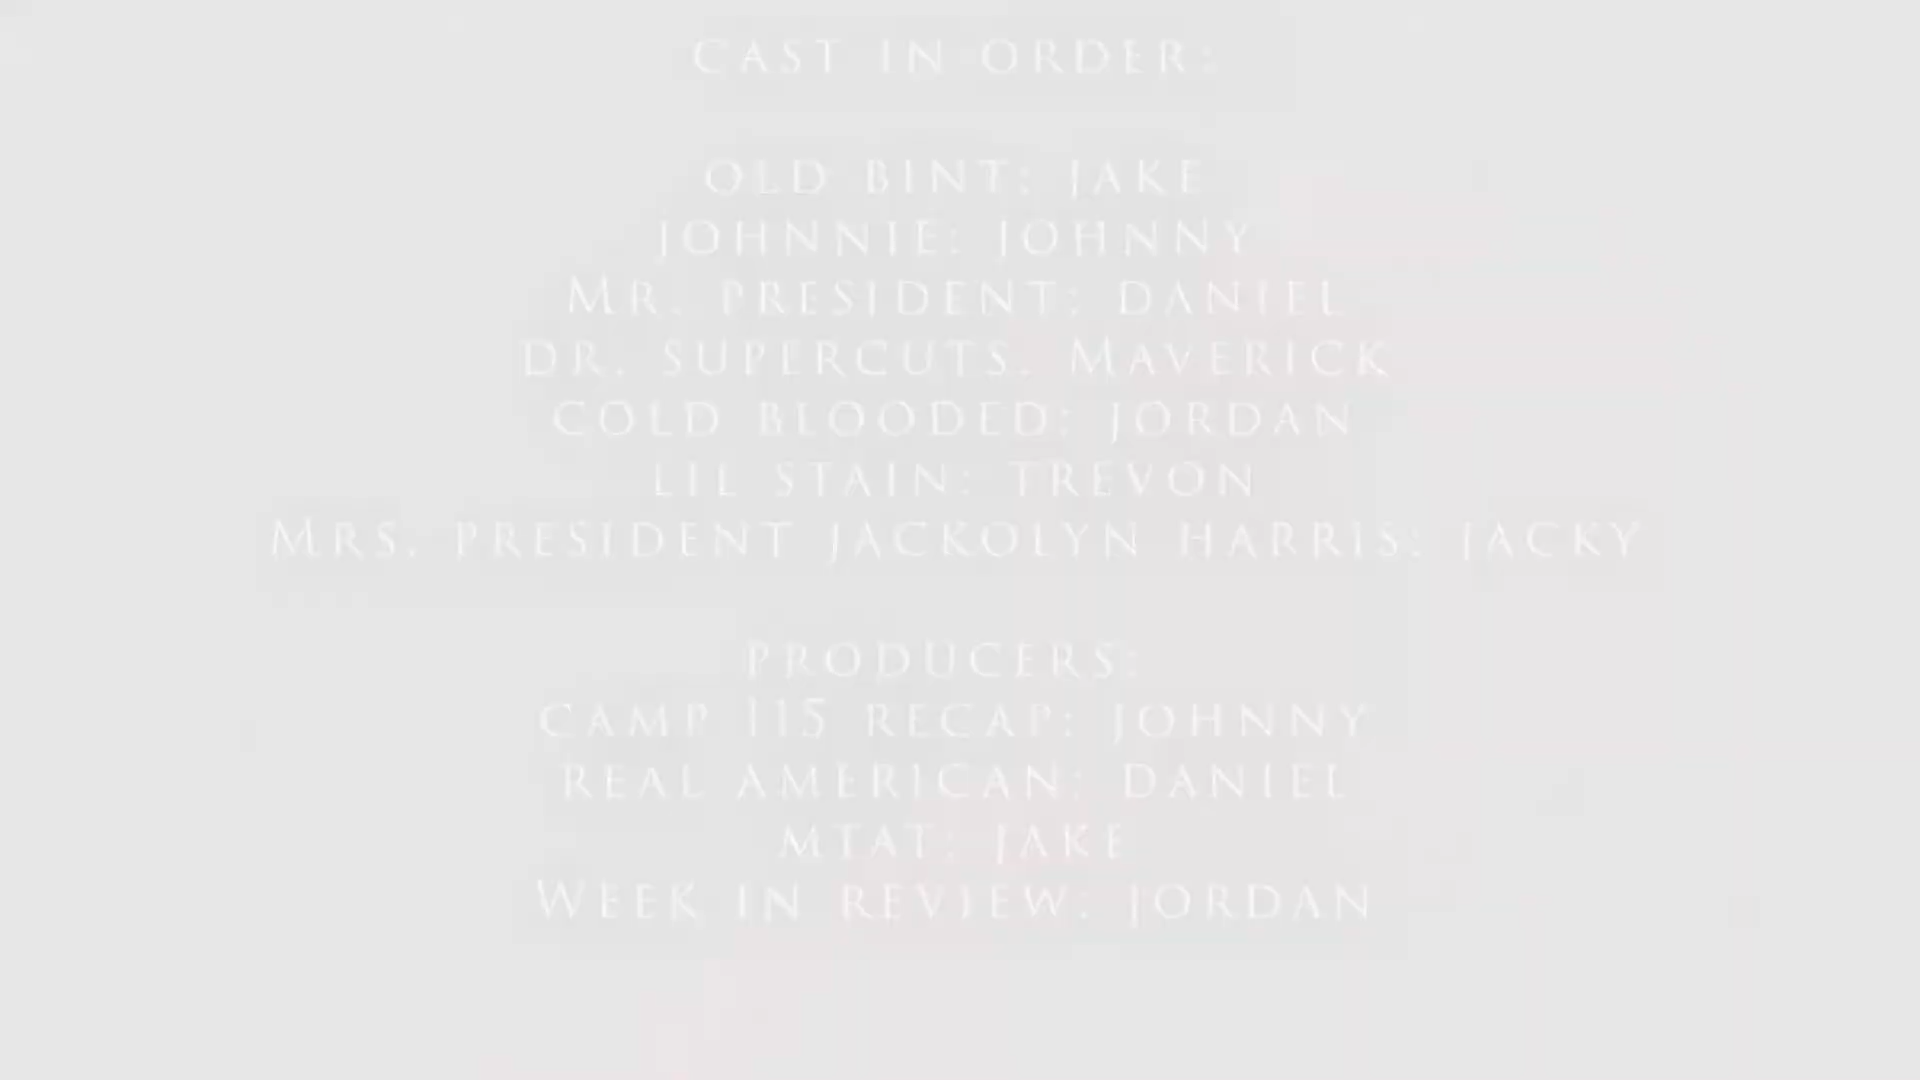 CAST IN ORDER:
OLD BINT: JAKE
JOHNNIE: JOHNNY
MR. PRESIDENT: DANIEL
DR. SUPERCUTS. MAVERICK
COLD BLOODED: JORDAN
LIL STAIN: TREVON
MRS. PRESIDENT JACKOLYN HARRIS: JACKY
PRODUCERS:
CAMP 115 RECAP: JOHNNY
REAL AMERICAN: DANIEL
MTAT: JAKE
WEEK IN REVIEW: JORDAN